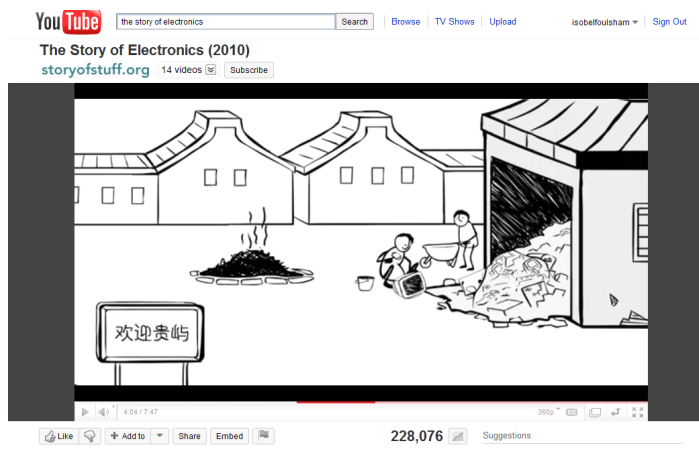 YouTube the story of electronics Search Browse TV Shows Upload isobelfoulsham Sign Out
The Story of Electronics (2010)
storyofstuff.org 14 videos Subscribe
欢迎贵屿
4:04 / 7:47 360p CC
Like Add to Share Embed 228,076 Suggestions